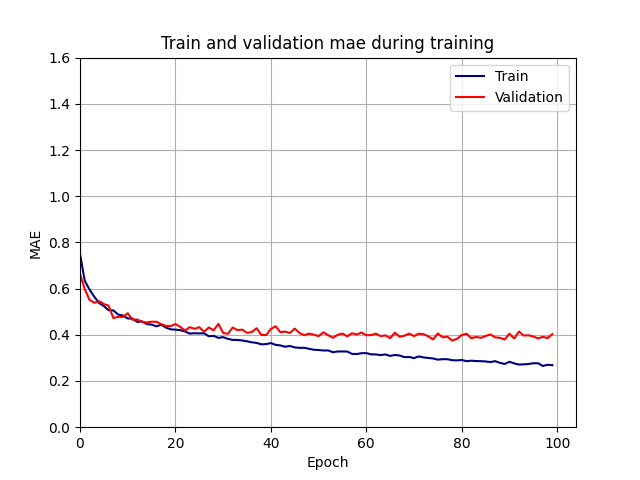 Train and validation mae during training
1.6
1.4
1.2
1.0
0.8
0.6
0.4
0.2
0.0
MAE
Train
Validation
0 20 40 60 80 100
Epoch